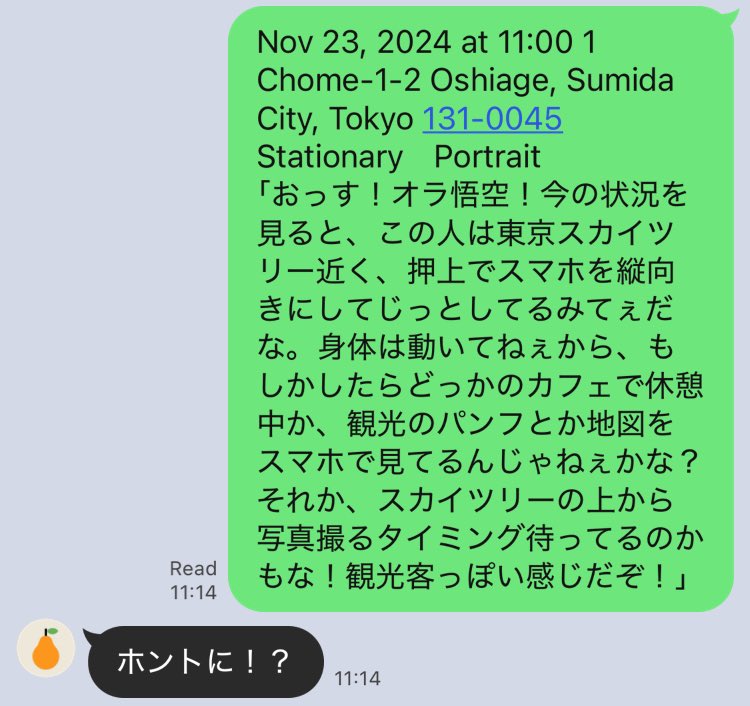 Nov 23, 2024 at 11:00 1
Chome-1-2 Oshiage, Sumida
City, Tokyo 131-0045
Stationary　Portrait
「おっす！オラ悟空！今の状況を
見ると、この人は東京スカイツ
リー近く、押上でスマホを縦向
きにしてじっとしてるみてぇだ
な。身体は動いてねぇから、も
しかしたらどっかのカフェで休憩
中か、観光のパンフとか地図を
スマホで見てるんじゃねぇかな？
それか、スカイツリーの上から
写真撮るタイミング待ってるのか
もな！観光客っぽい感じだぞ！」
Read
11:14
ホントに！？
11:14